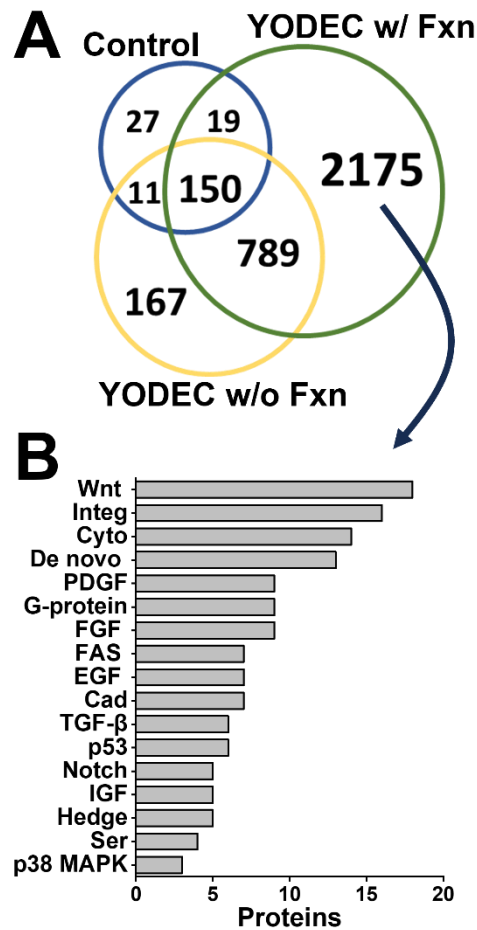 A
Control
YODEC w/ Fxn
27
19
2175
11
150
789
167
YODEC w/o Fxn
B
Wnt
Integ
Cyto
De novo
PDGF
G-protein
FGF
FAS
EGF
Cad
TGF-β
p53
Notch
IGF
Hedge
Ser
p38 MAPK
0 5 10 15 20
Proteins